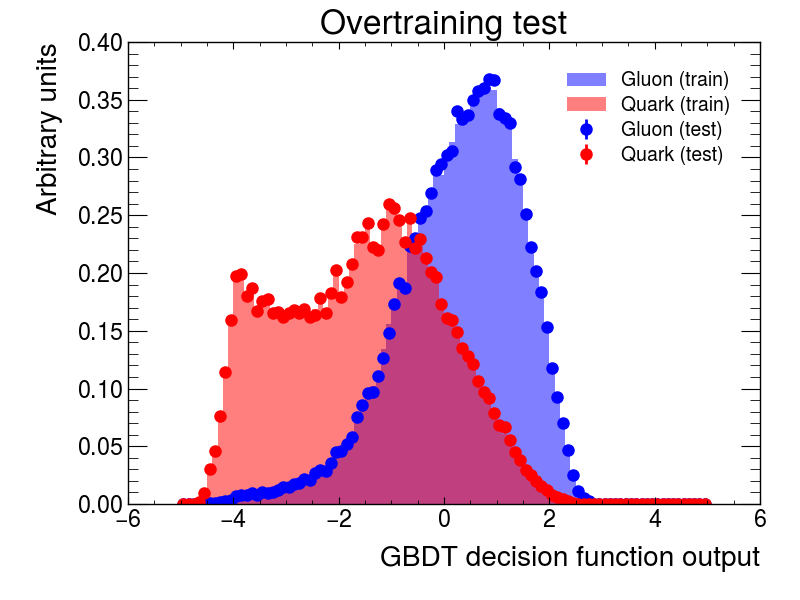 Overtraining test
Arbitrary units
0.40
0.35
0.30
0.25
0.20
0.15
0.10
0.05
0.00
Gluon (train)
Quark (train)
Gluon (test)
Quark (test)
−6 −4 −2 0 2 4 6
GBDT decision function output